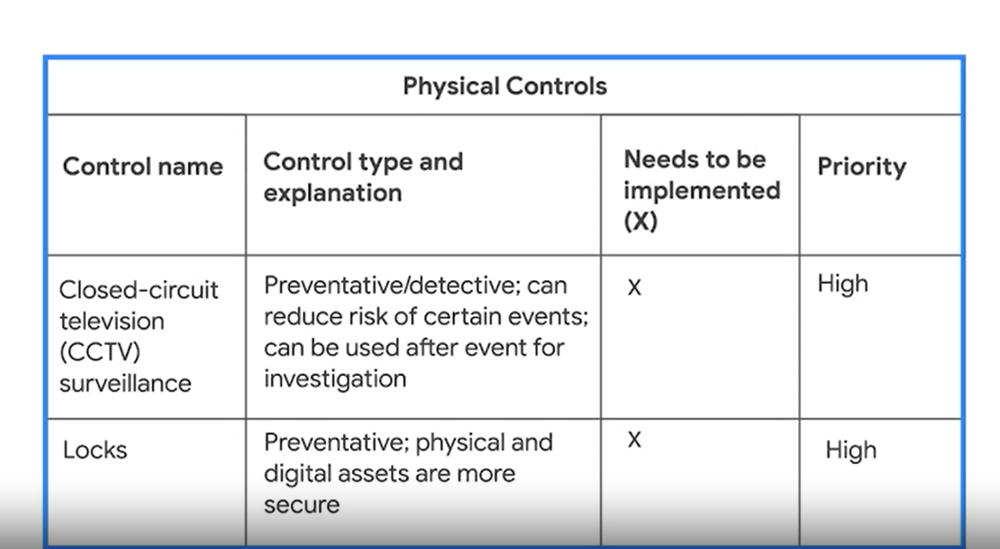 Physical Controls
Control name
Control type and
explanation
Needs to be
implemented
(X)
Priority
Closed-circuit
television
(CCTV)
surveillance
Preventative/detective; can
reduce risk of certain events;
can be used after event for
investigation
X
High
Locks
Preventative; physical and
digital assets are more
secure
X
High